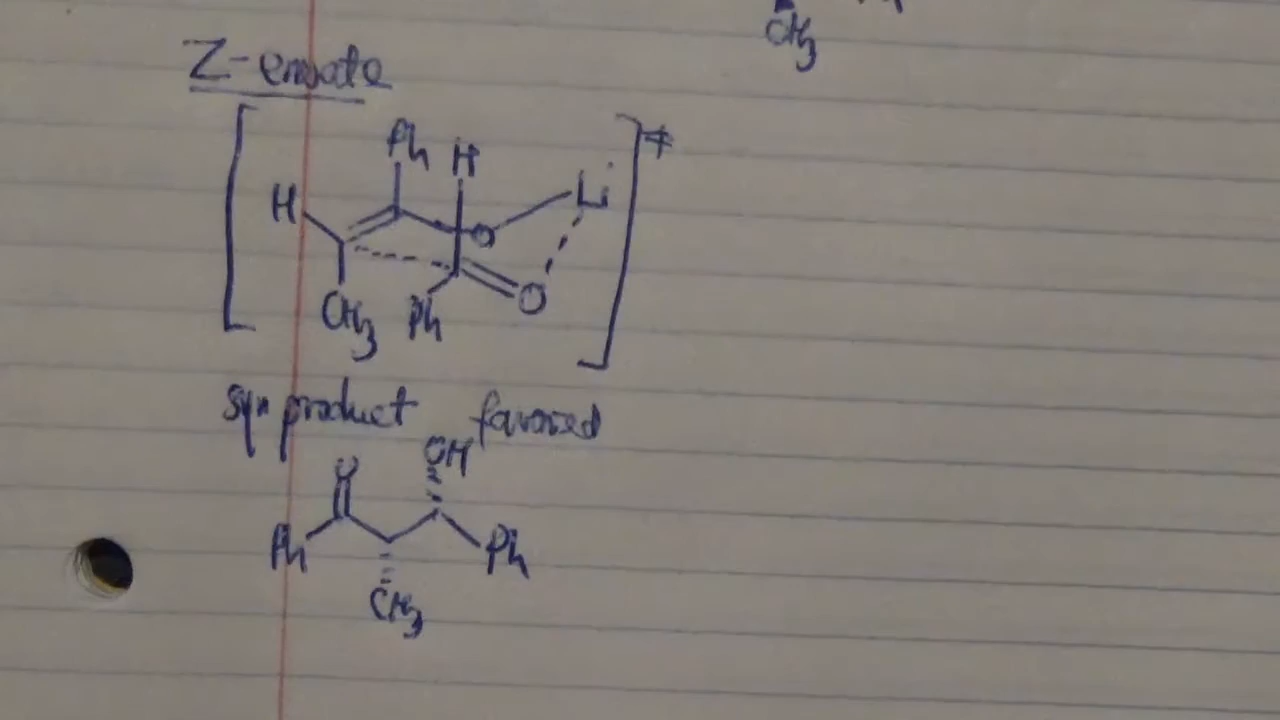 CH3
Z-enolate
Ph H
H Li
O
CH3 Ph O
‡
syn product favored
O OH
Ph Ph
CH3